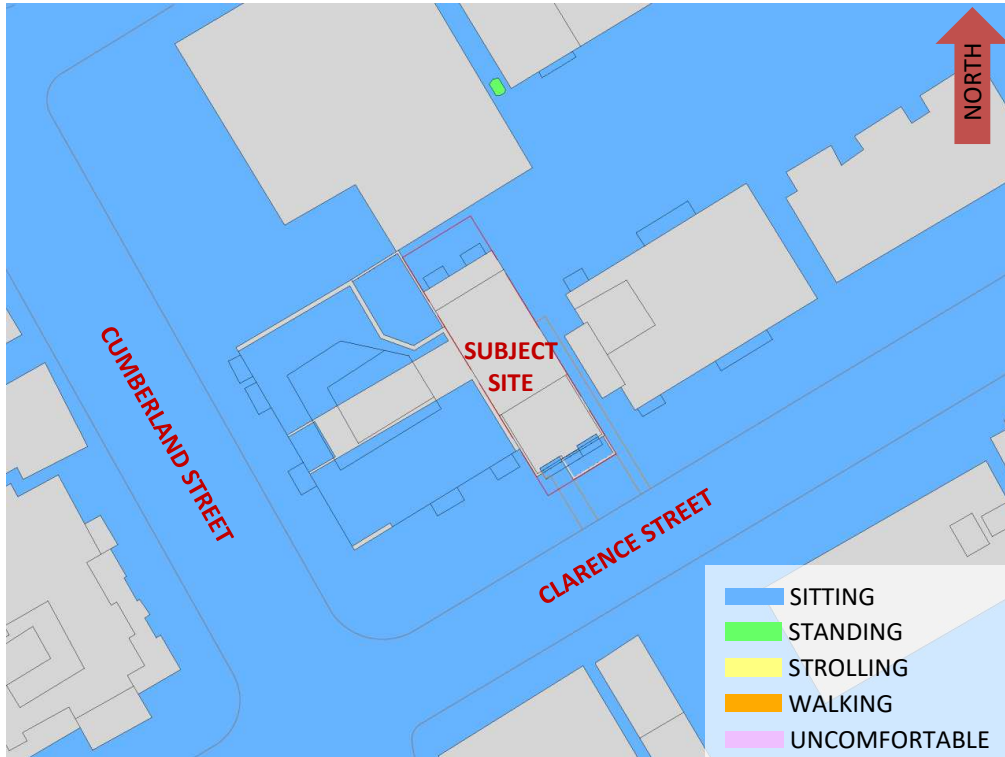 NORTH
SUBJECT
SITE
CUMBERLAND STREET
CLARENCE STREET
SITTING
STANDING
STROLLING
WALKING
UNCOMFORTABLE